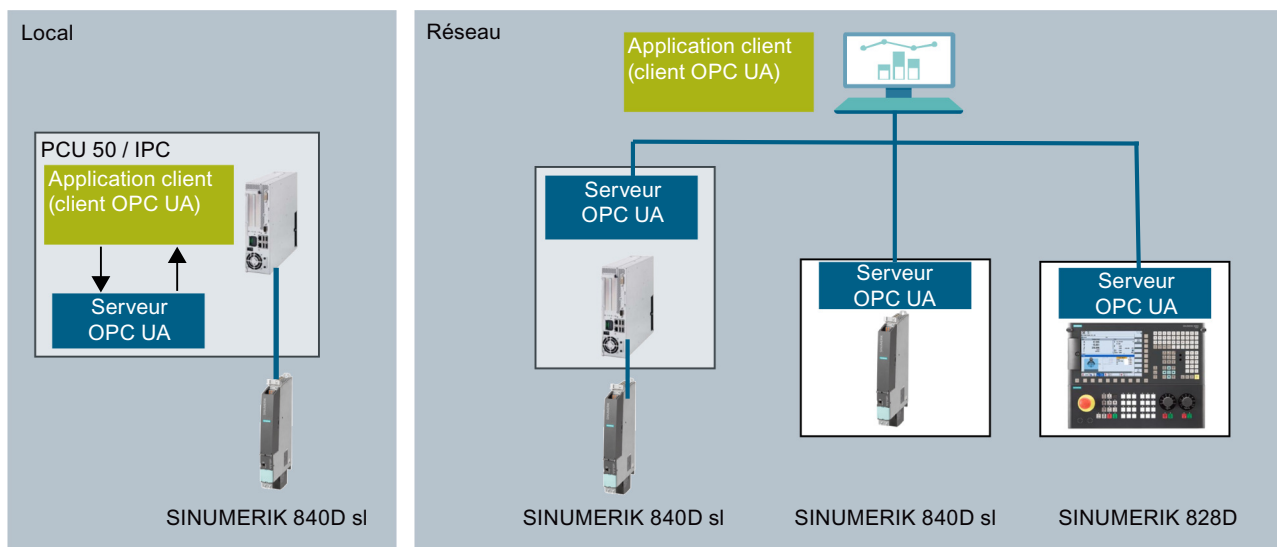 Local
PCU 50 / IPC
Application client
(client OPC UA)
Serveur
OPC UA
SINUMERIK 840D sl
Réseau
Application client
(client OPC UA)
Serveur
OPC UA
SINUMERIK 840D sl
Serveur
OPC UA
SINUMERIK 840D sl
Serveur
OPC UA
SINUMERIK 828D